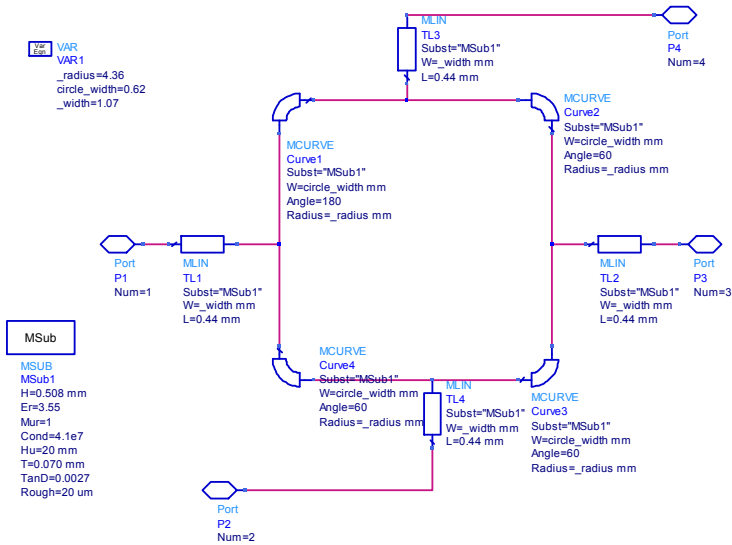 Var
Eqn
VAR
VAR1
_radius=4.36
circle_width=0.62
_width=1.07
MLIN
TL3
Subst="MSub1"
W=_width mm
L=0.44 mm
Port
P4
Num=4
MCURVE
Curve1
Subst="MSub1"
W=circle_width mm
Angle=180
Radius=_radius mm
MCURVE
Curve2
Subst="MSub1"
W=circle_width mm
Angle=60
Radius=_radius mm
Port
P1
Num=1
MLIN
TL1
Subst="MSub1"
W=_width mm
L=0.44 mm
MLIN
TL2
Subst="MSub1"
W=_width mm
L=0.44 mm
Port
P3
Num=3
MSub
MSUB
MSub1
H=0.508 mm
Er=3.55
Mur=1
Cond=4.1e7
Hu=20 mm
T=0.070 mm
TanD=0.0027
Rough=20 um
MCURVE
Curve4
Subst="MSub1"
W=circle_width mm
Angle=60
Radius=_radius mm
MLIN
TL4
Subst="MSub1"
W=_width mm
L=0.44 mm
MCURVE
Curve3
Subst="MSub1"
W=circle_width mm
Angle=60
Radius=_radius mm
Port
P2
Num=2